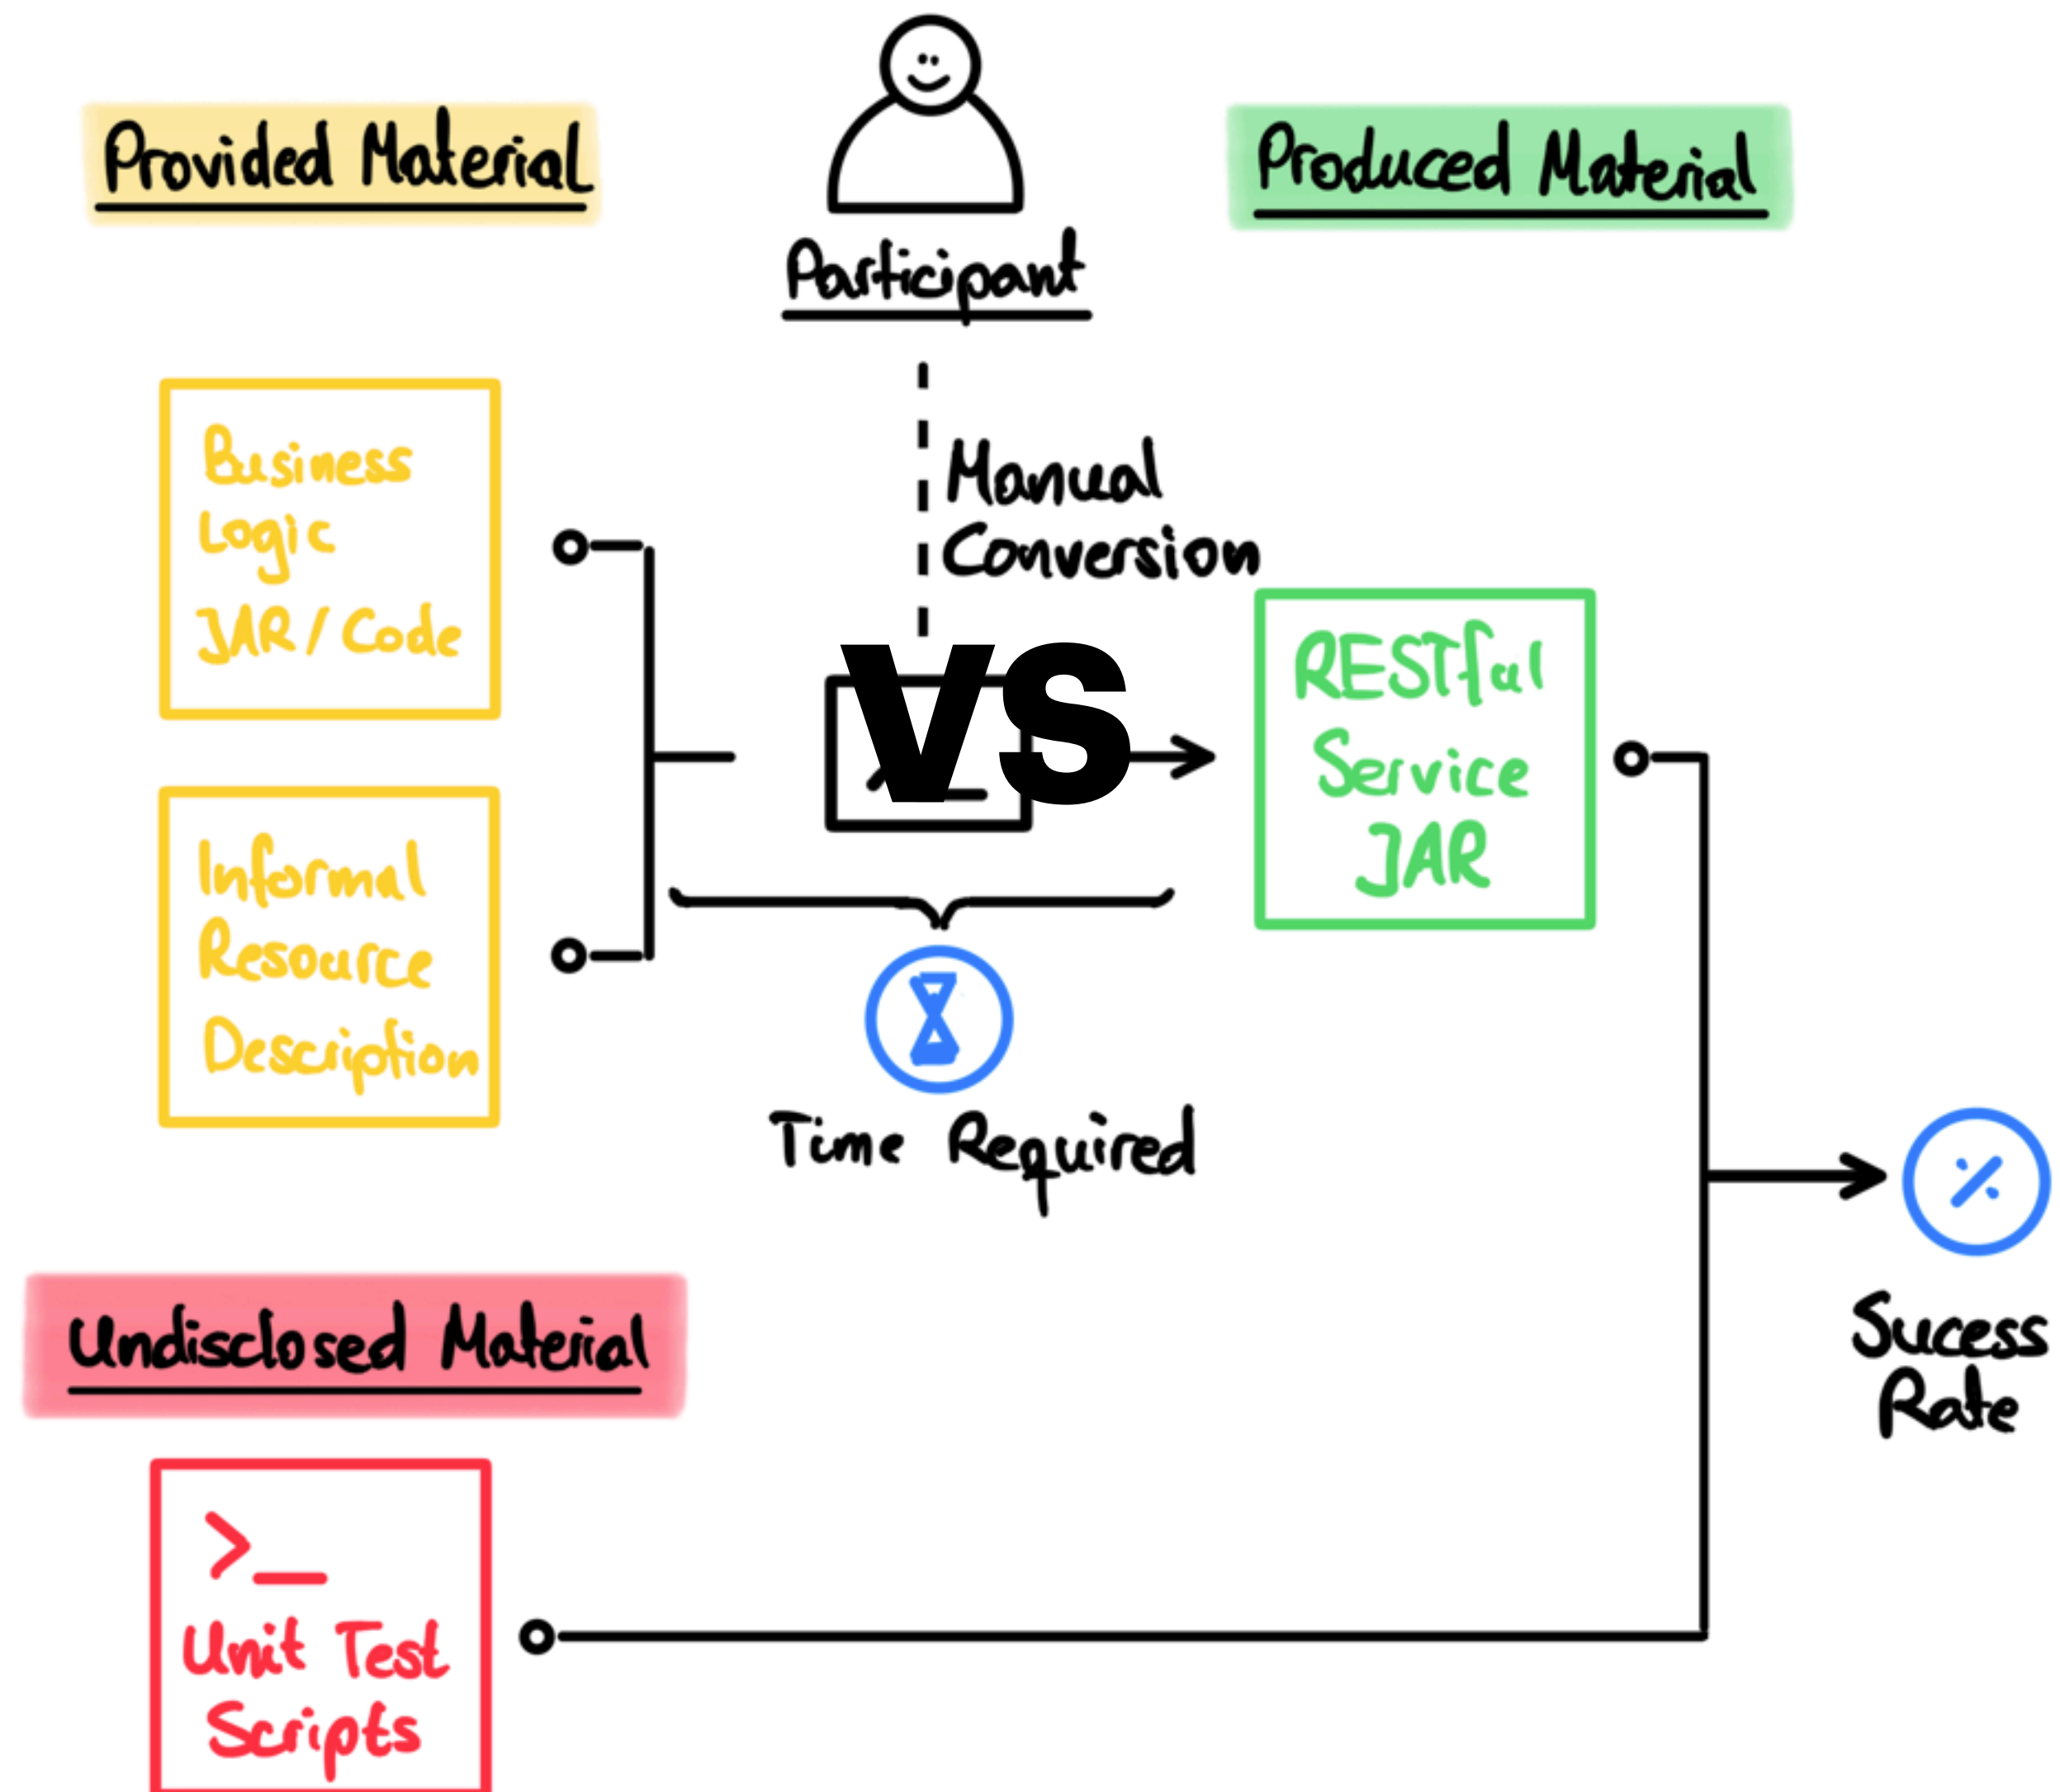 Provided Material
Participant
Produced Material
Business
Logic
JAR/Code
Manual
Conversion
VS
RESTful
Service
JAR
Informal
Resource
Description
Time Required
Sucess
Rate
Undisclosed Material
>_
Unit Test
Scripts